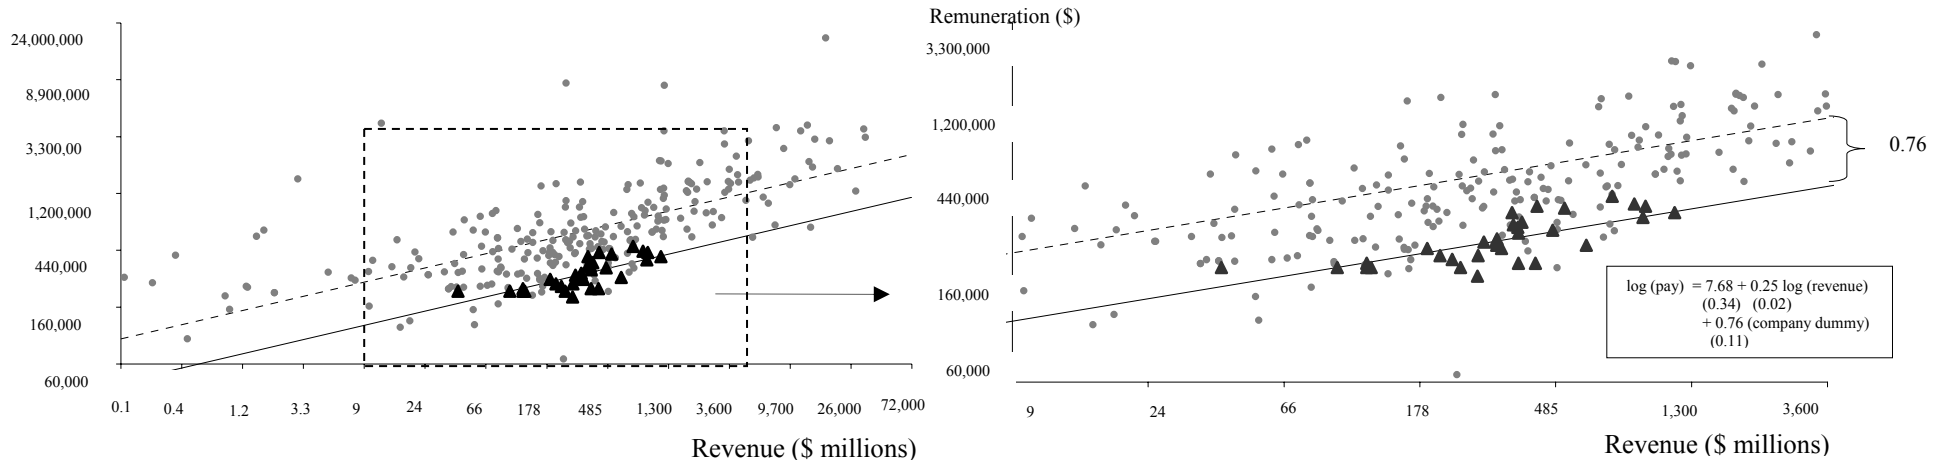 Remuneration ($)
24,000,000
8,900,000
3,300,00
1,200,000
440,000
160,000
60,000
0.1 0.4 1.2 3.3 9 24 66 178 485 1,300 3,600 9,700 26,000 72,000
Revenue ($ millions)
3,300,000
1,200,000
440,000
160,000
60,000
0.76
log (pay) = 7.68 + 0.25 log (revenue)
(0.34) (0.02)
+ 0.76 (company dummy)
(0.11)
9 24 66 178 485 1,300 3,600
Revenue ($ millions)